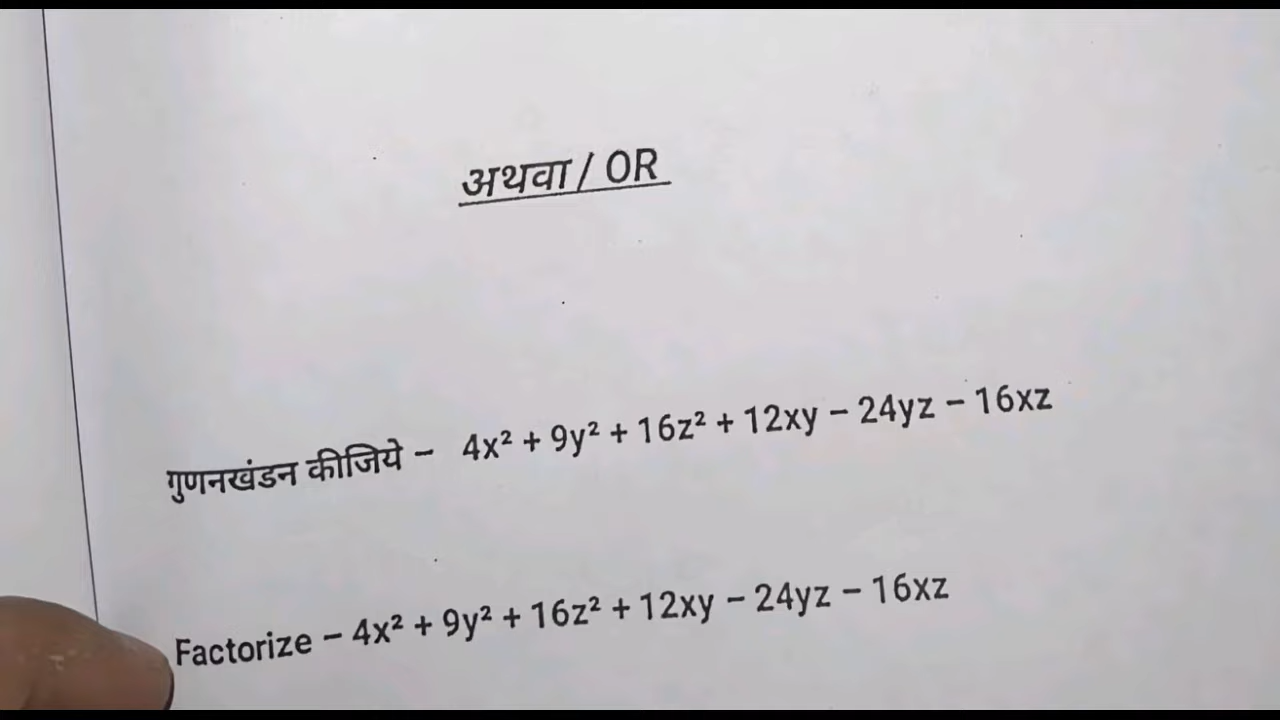 अथवा / OR
गुणनखंडन कीजिये – 4x² + 9y² + 16z² + 12xy – 24yz – 16xz
Factorize – 4x² + 9y² + 16z² + 12xy – 24yz – 16xz